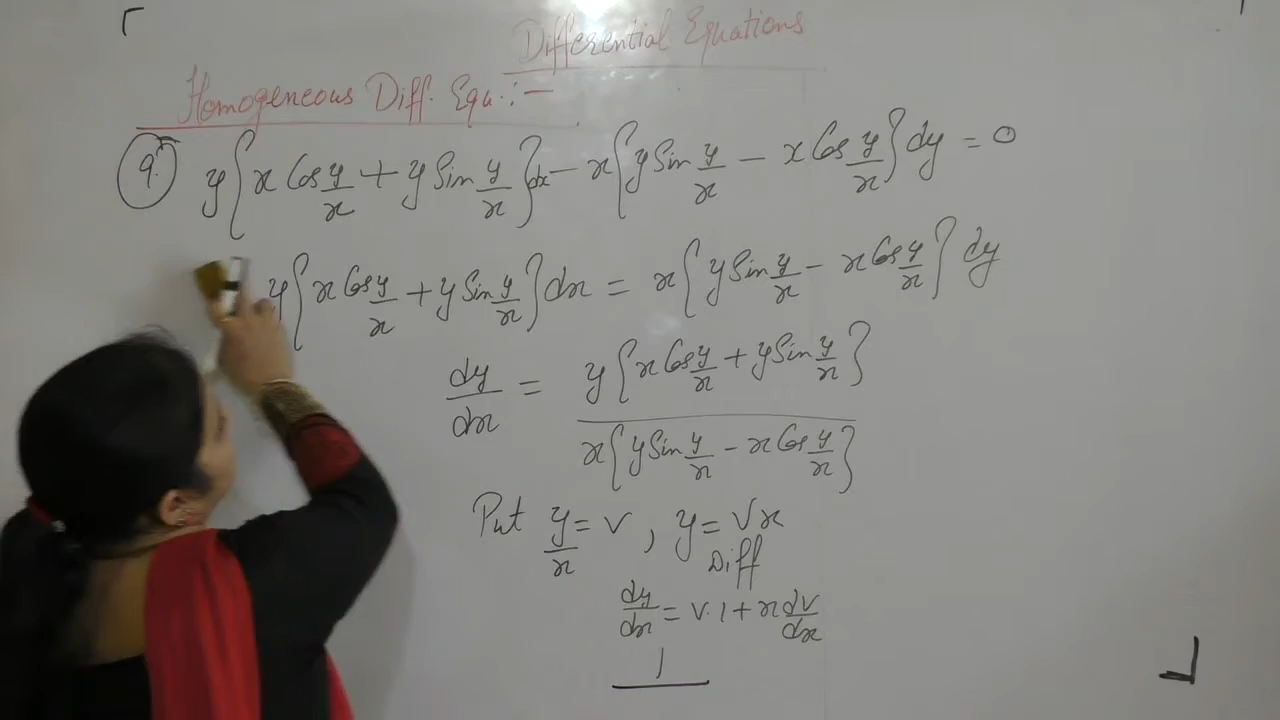 Differential Equations
Homogeneous Diff. Equ. :-
Q. y{x Cos y/x + y Sin y/x}dx - x{y Sin y/x - x Cos y/x}dy = 0
y{x Cos y/x + y Sin y/x}dx = x{y Sin y/x - x Cos y/x} dy
dy/dx = y{x Cos y/x + y Sin y/x} / x{y Sin y/x - x Cos y/x}
Put y/x = v, y = vx
Diff
dy/dx = v.1 + x dv/dx